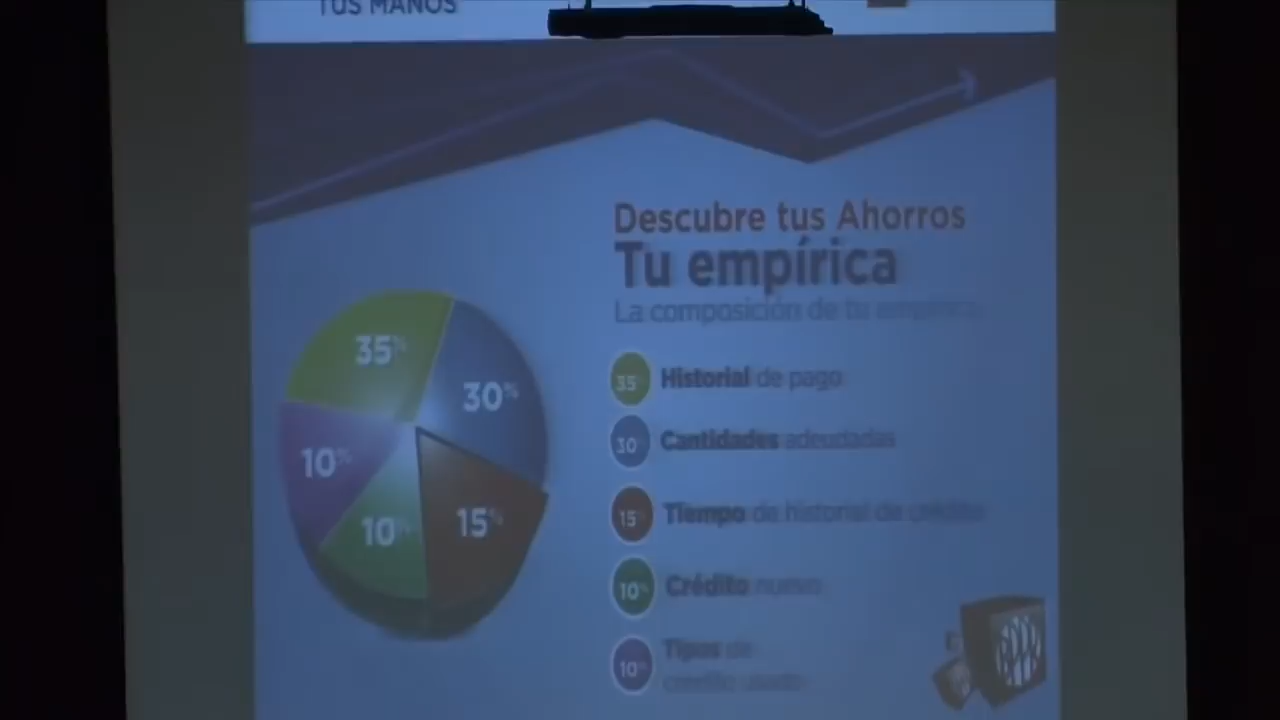 TUS MANOS
Descubre tus Ahorros
Tu empírica
La composición de tu empírica
35%
30%
10%
10%
15%
35 Historial de pago
30 Cantidades adeudadas
15 Tiempo de historial de crédito
10% Crédito nuevo
10% Tipos de
crédito usado